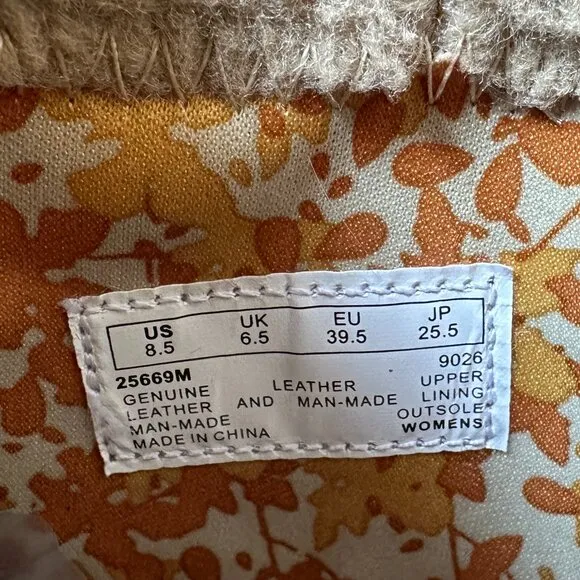 US UK EU JP
8.5 6.5 39.5 25.5
25669M 9026
GENUINE LEATHER UPPER
LEATHER AND MAN-MADE LINING
MAN-MADE OUTSOLE
MADE IN CHINA WOMENS